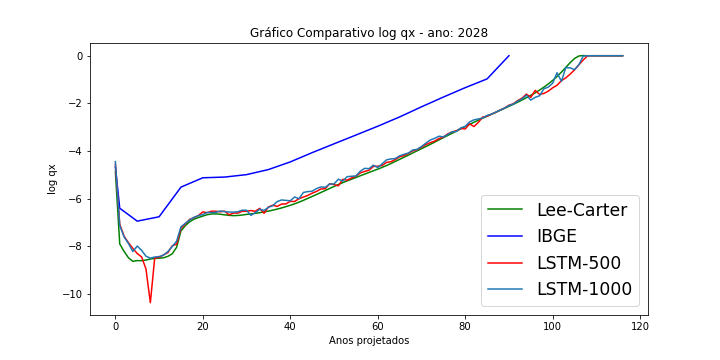 Gráfico Comparativo log qx - ano: 2028
log qx
0
−2
−4
−6
−8
−10
0 20 40 60 80 100 120
Anos projetados
Lee-Carter
IBGE
LSTM-500
LSTM-1000